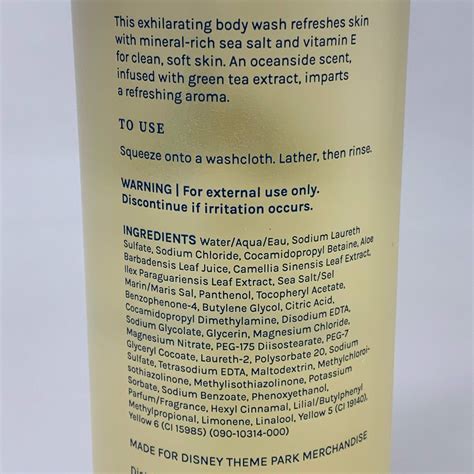 This exhilarating body wash refreshes skin
with mineral-rich sea salt and vitamin E
for clean, soft skin. An oceanside scent,
infused with green tea extract, imparts
a refreshing aroma.
TO USE
Squeeze onto a washcloth. Lather, then rinse.
WARNING | For external use only.
Discontinue if irritation occurs.
INGREDIENTS Water/Aqua/Eau, Sodium Laureth
Sulfate, Sodium Chloride, Cocamidopropyl Betaine, Aloe
Barbadensis Leaf Juice, Camellia Sinensis Leaf Extract,
Ilex Paraguariensis Leaf Extract, Sea Salt/Sel
Marin/Maris Sal, Panthenol, Tocopheryl Acetate,
Benzophenone-4, Butylene Glycol, Citric Acid,
Cocamidopropyl Dimethylamine, Disodium EDTA,
Sodium Glycolate, Glycerin, Magnesium Chloride,
Magnesium Nitrate, PEG-175 Diisostearate, PEG-7
Glyceryl Cocoate, Laureth-2, Polysorbate 20, Sodium
Sulfate, Tetrasodium EDTA, Maltodextrin, Methylchloroi-
sothiazolinone, Methylisothiazolinone, Potassium
Sorbate, Sodium Benzoate, Phenoxyethanol,
Parfum/Fragrance, Hexyl Cinnamal, Lilial/Butylphenyl
Methylpropional, Limonene, Linalool, Yellow 5 (CI 19140),
Yellow 6 (CI 15985) (090-10314-000)
MADE FOR DISNEY THEME PARK MERCHANDISE